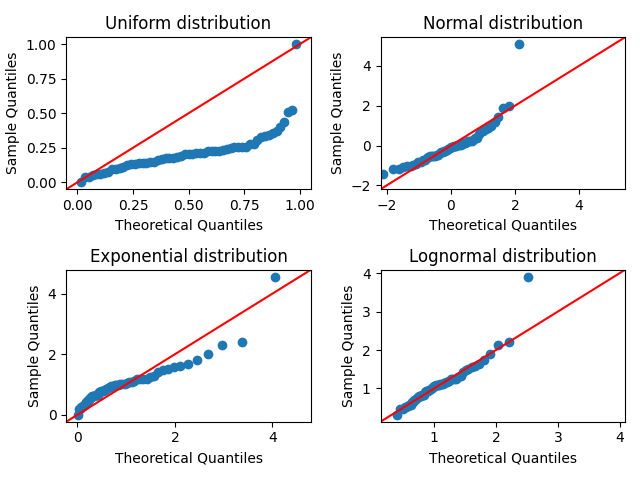 Uniform distribution
Sample Quantiles
1.00
0.75
0.50
0.25
0.00
0.00 0.25 0.50 0.75 1.00
Theoretical Quantiles
Normal distribution
Sample Quantiles
4
2
0
−2
−2 0 2 4
Theoretical Quantiles
Exponential distribution
Sample Quantiles
4
2
0
0 2 4
Theoretical Quantiles
Lognormal distribution
Sample Quantiles
4
3
2
1
1 2 3 4
Theoretical Quantiles